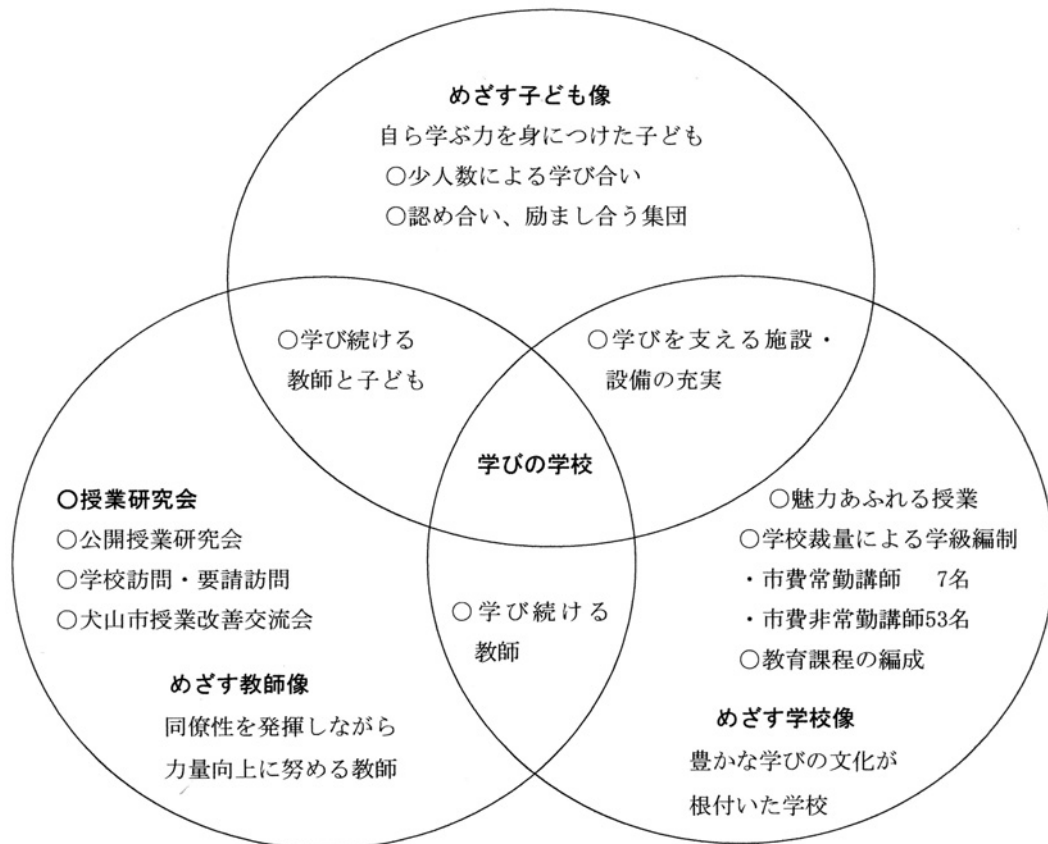 めざす子ども像
自ら学ぶ力を身につけた子ども
○少人数による学び合い
○認め合い、励まし合う集団
○学び続ける
教師と子ども
○学びを支える施設・
設備の充実
学びの学校
○授業研究会
○公開授業研究会
○学校訪問・要請訪問
○犬山市授業改善交流会
めざす教師像
同僚性を発揮しながら
力量向上に努める教師
○学び続ける
教師
○魅力あふれる授業
○学校裁量による学級編制
・市費常勤講師 7名
・市費非常勤講師53名
○教育課程の編成
めざす学校像
豊かな学びの文化が
根付いた学校